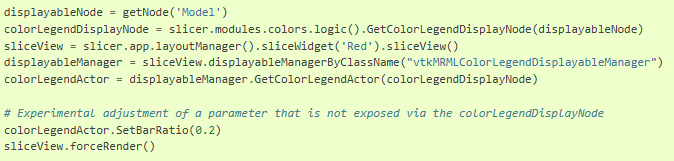 displayableNode = getNode('Model')
colorLegendDisplayNode = slicer.modules.colors.logic().GetColorLegendDisplayNode(displayableNode)
sliceView = slicer.app.layoutManager().sliceWidget('Red').sliceView()
displayableManager = sliceView.displayableManagerByClassName("vtkMRMLColorLegendDisplayableManager")
colorLegendActor = displayableManager.GetColorLegendActor(colorLegendDisplayNode)
# Experimental adjustment of a parameter that is not exposed via the colorLegendDisplayNode
colorLegendActor.SetBarRatio(0.2)
sliceView.forceRender()